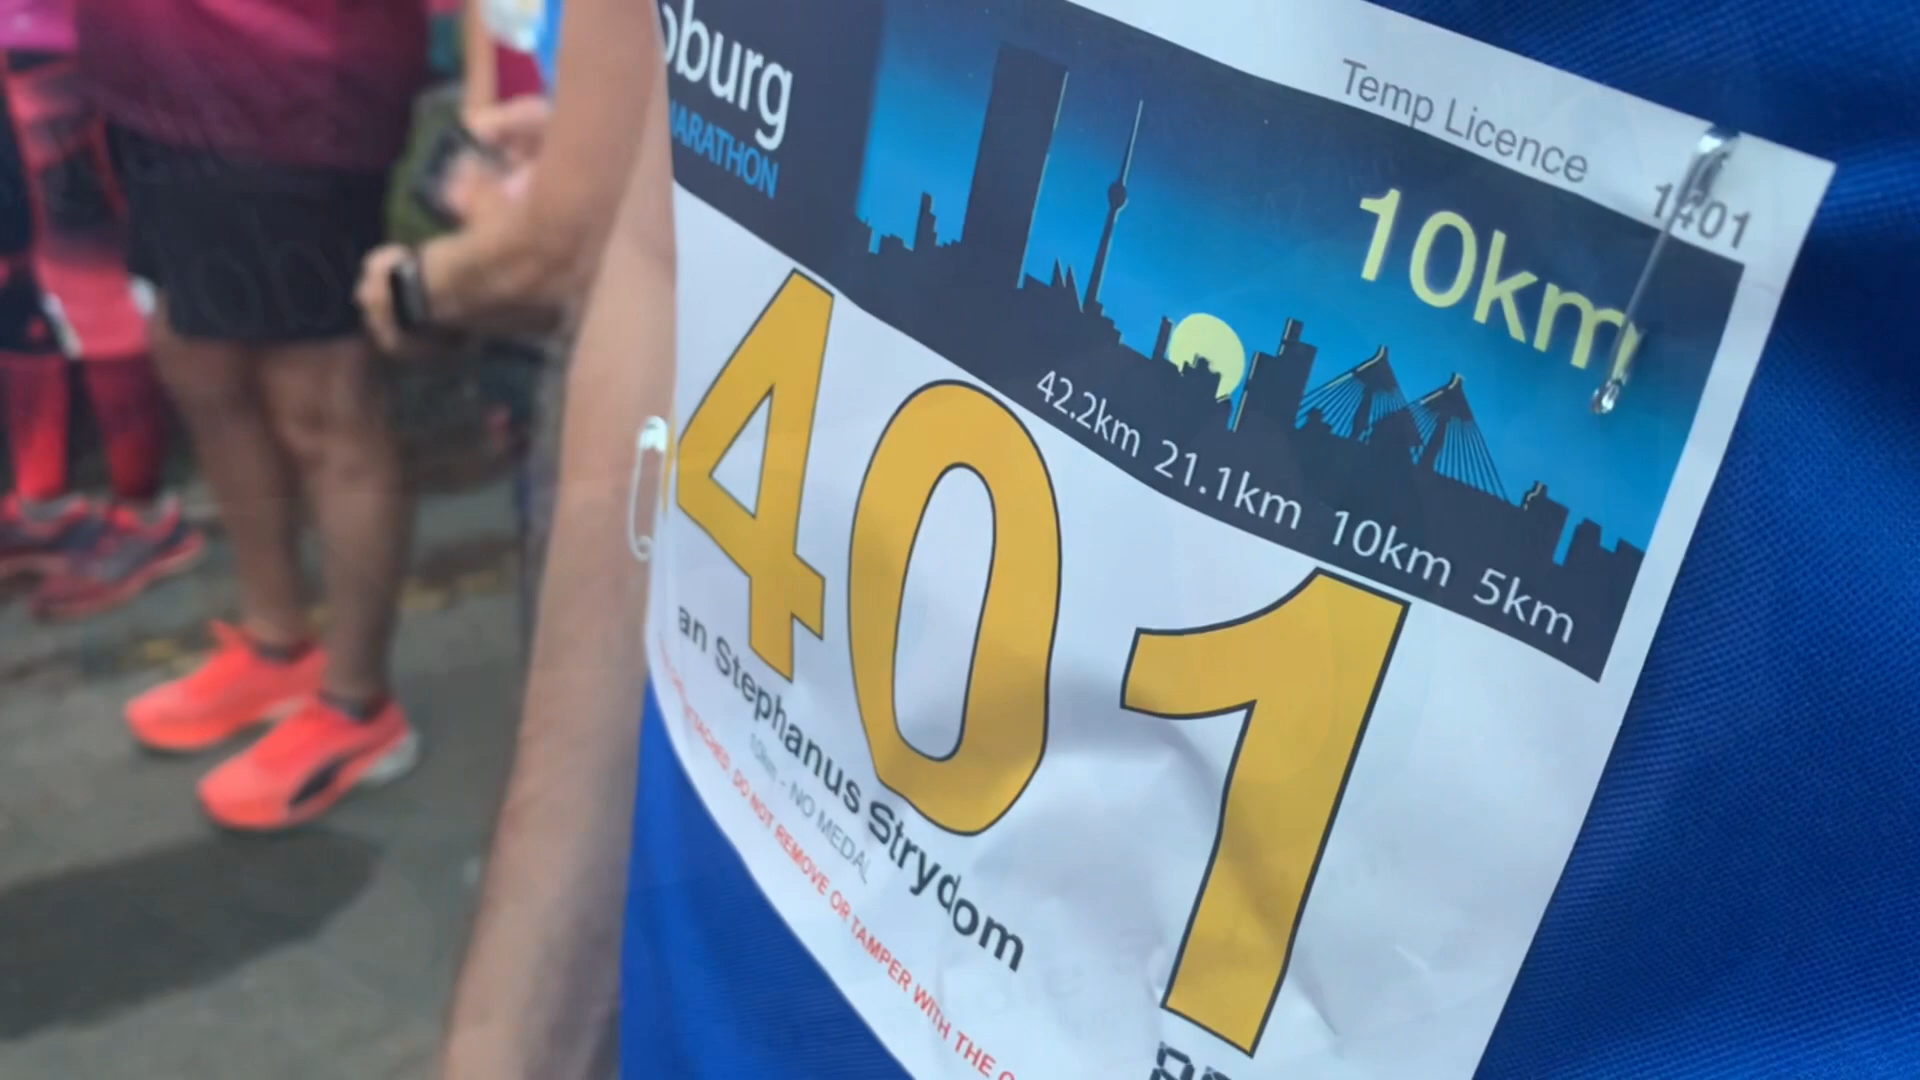 oburg
MARATHON
Temp Licence
1401
10km
42.2km 21.1km 10km 5km
401
an Stephanus Strydom
10km - NO MEDAL
DO NOT REMOVE OR TAMPER WITH THE